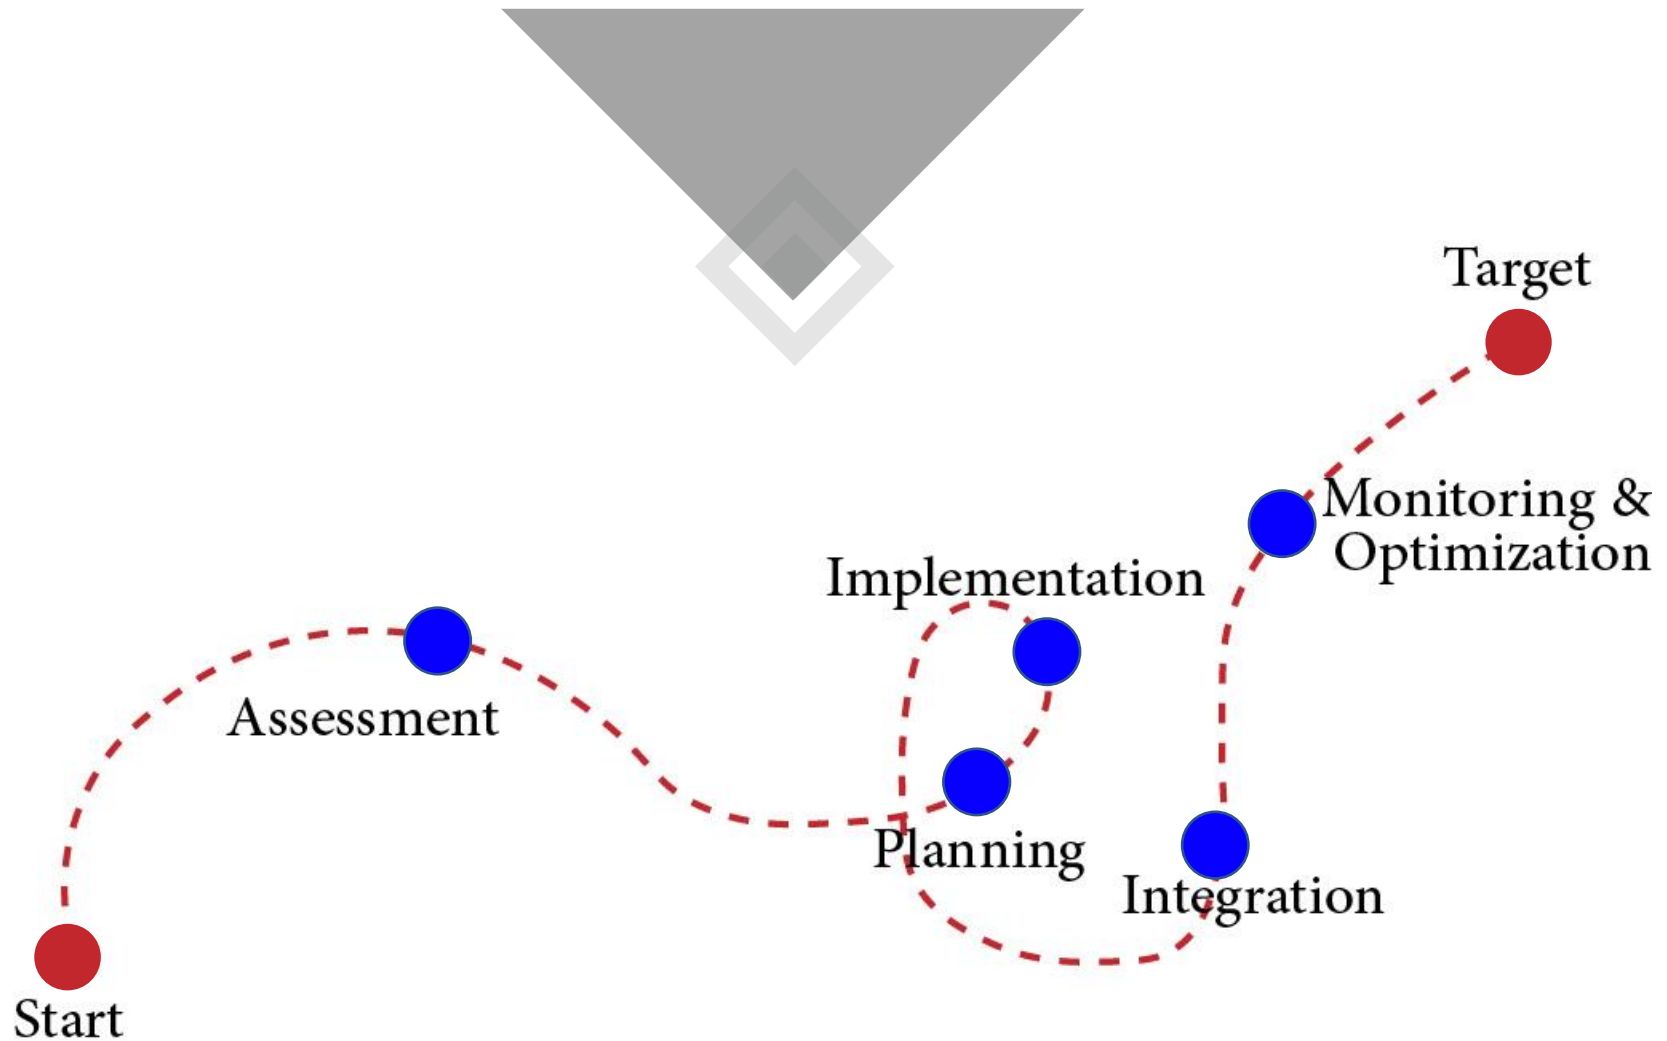 Target
Monitoring &
Optimization
Implementation
Assessment
Planning
Integration
Start